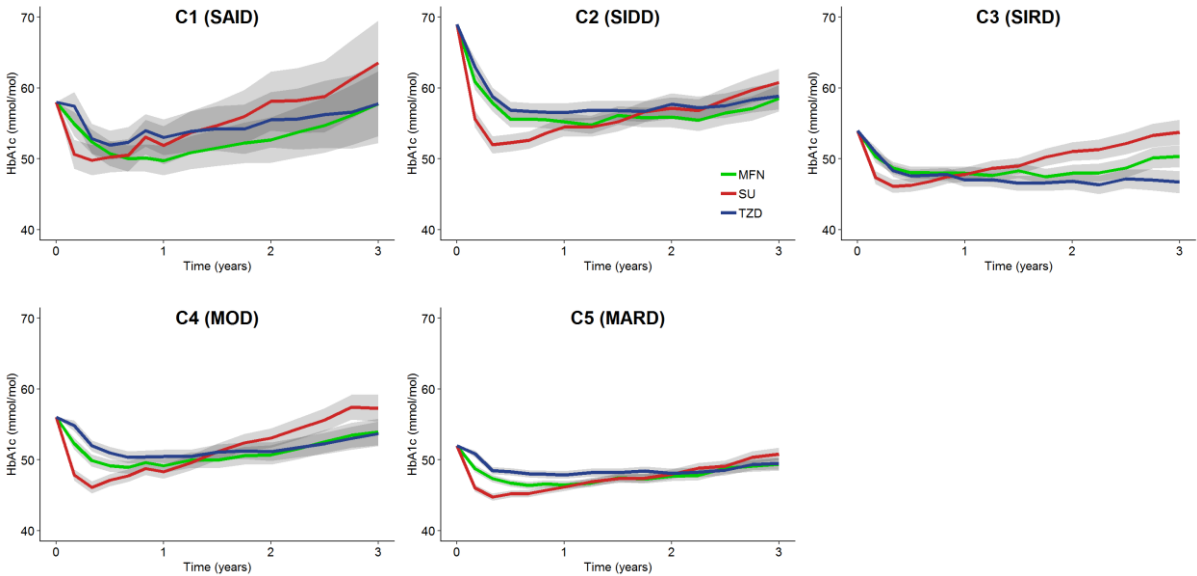 C1 (SAID)
70
60
50
40
HbA1c (mmol/mol)
0 1 2 3
Time (years)
C2 (SIDD)
70
60
50
40
HbA1c (mmol/mol)
MFN
SU
TZD
0 1 2 3
Time (years)
C3 (SIRD)
70
60
50
40
HbA1c (mmol/mol)
0 1 2 3
Time (years)
C4 (MOD)
70
60
50
40
HbA1c (mmol/mol)
0 1 2 3
Time (years)
C5 (MARD)
70
60
50
40
HbA1c (mmol/mol)
0 1 2 3
Time (years)